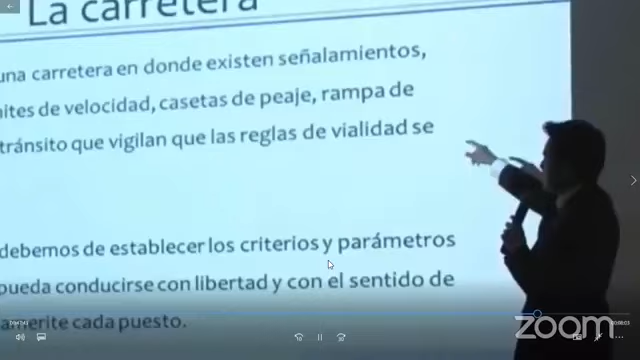 La carretera
una carretera en donde existen señalamientos,
de velocidad, casetas de peaje, rampa de
tránsito que vigilan que las reglas de vialidad se
debemos de establecer los criterios y parámetros
pueda conducirse con libertad y con el sentido de
cada puesto.
zoom